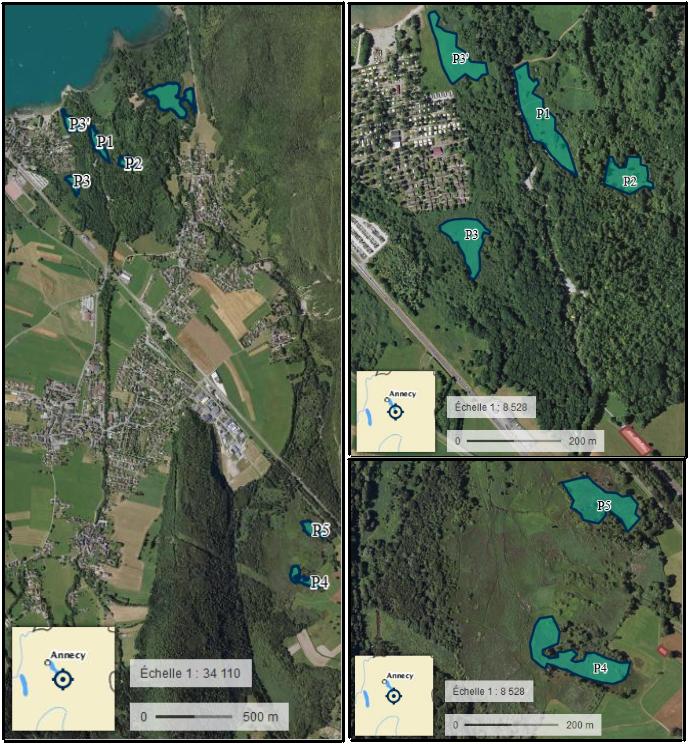 P3'
P1
P2
P3
P5
P4
Annecy
Échelle 1 : 34 110
0 500 m
P3'
P1
P2
P3
Annecy
Échelle 1 : 8 528
0 200 m
P5
P4
Annecy
Échelle 1 : 8 528
0 200 m